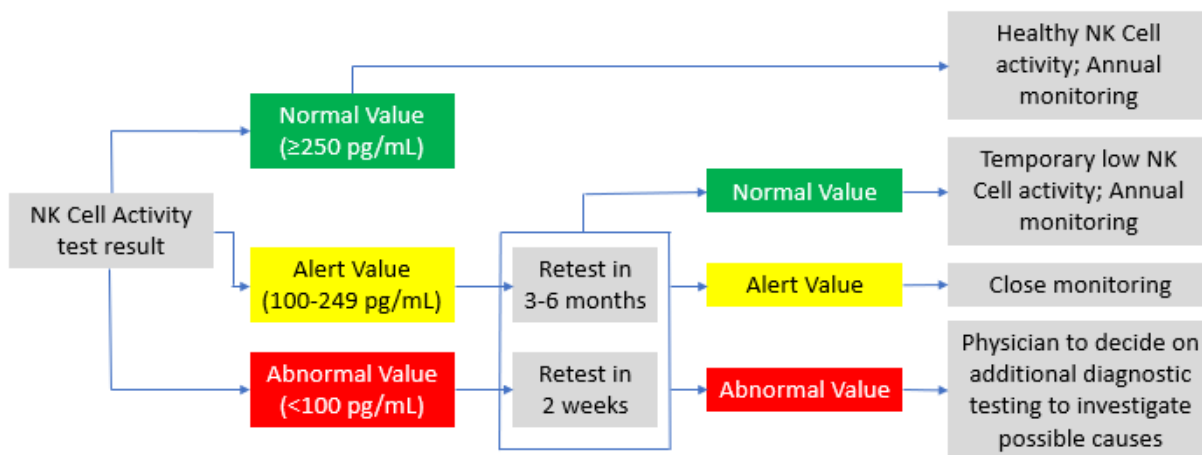 NK Cell Activity
test result
Normal Value
(≥250 pg/mL)
Healthy NK Cell
activity; Annual
monitoring
Alert Value
(100-249 pg/mL)
Abnormal Value
(<100 pg/mL)
Retest in
3-6 months
Retest in
2 weeks
Normal Value
Temporary low NK
Cell activity; Annual
monitoring
Alert Value
Close monitoring
Abnormal Value
Physician to decide on
additional diagnostic
testing to investigate
possible causes